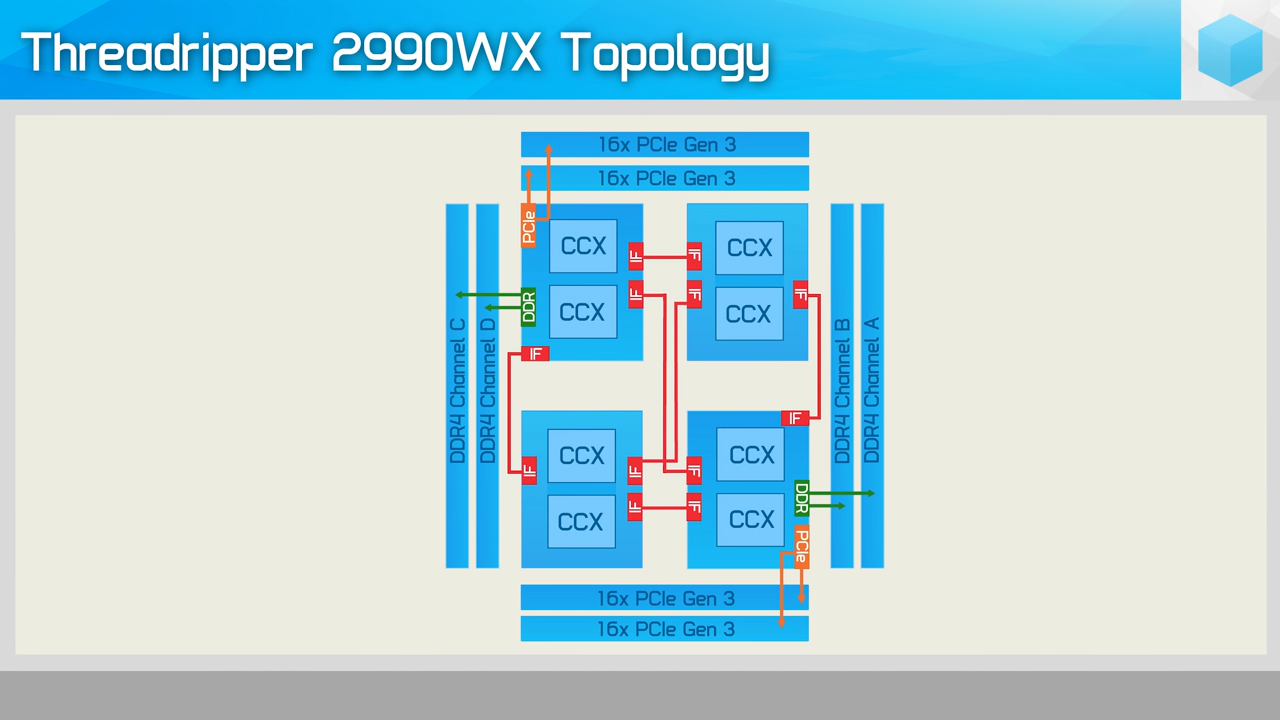 Threadripper 2990WX Topology
16x PCIe Gen 3
16x PCIe Gen 3
DDR4 Channel C
DDR4 Channel D
PCIe
CCX
IF
IF
CCX
DDR
CCX
IF
IF
IF
CCX
IF
DDR4 Channel B
DDR4 Channel A
CCX
IF
IF
CCX
IF
IF
CCX
IF
IF
CCX
DDR
PCIe
16x PCIe Gen 3
16x PCIe Gen 3